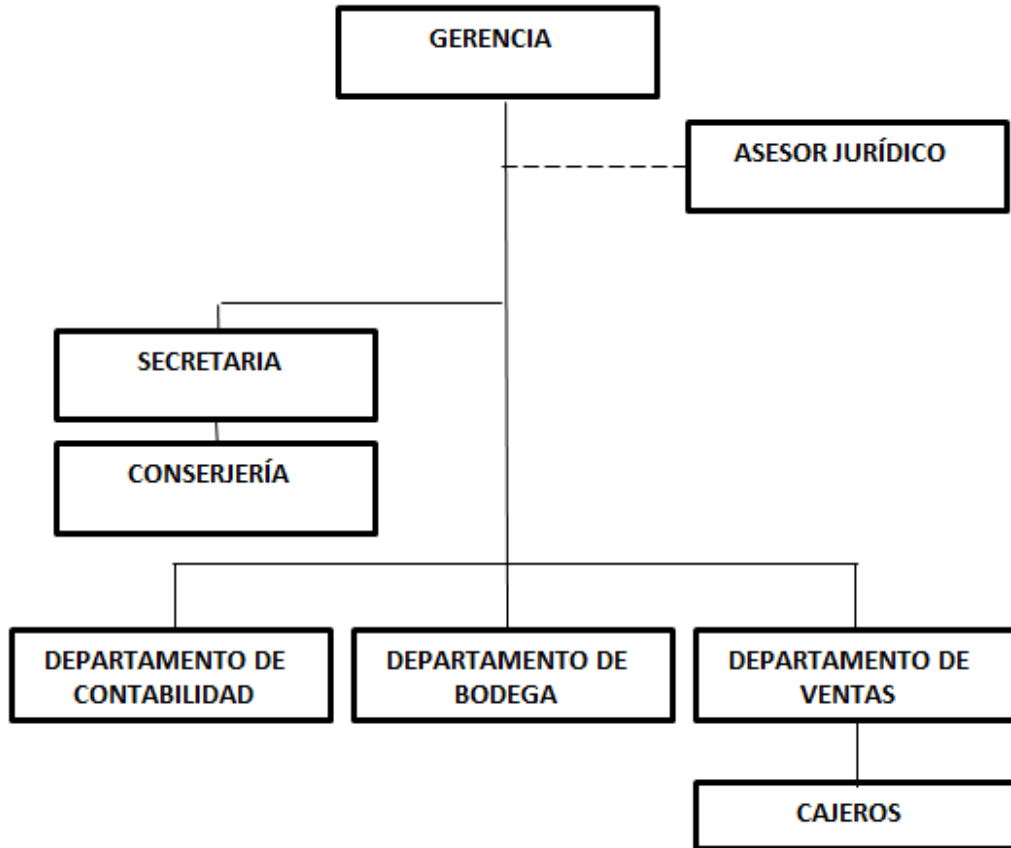 GERENCIA
ASESOR JURÍDICO
SECRETARIA
CONSERJERÍA
DEPARTAMENTO DE
CONTABILIDAD
DEPARTAMENTO DE
BODEGA
DEPARTAMENTO DE
VENTAS
CAJEROS